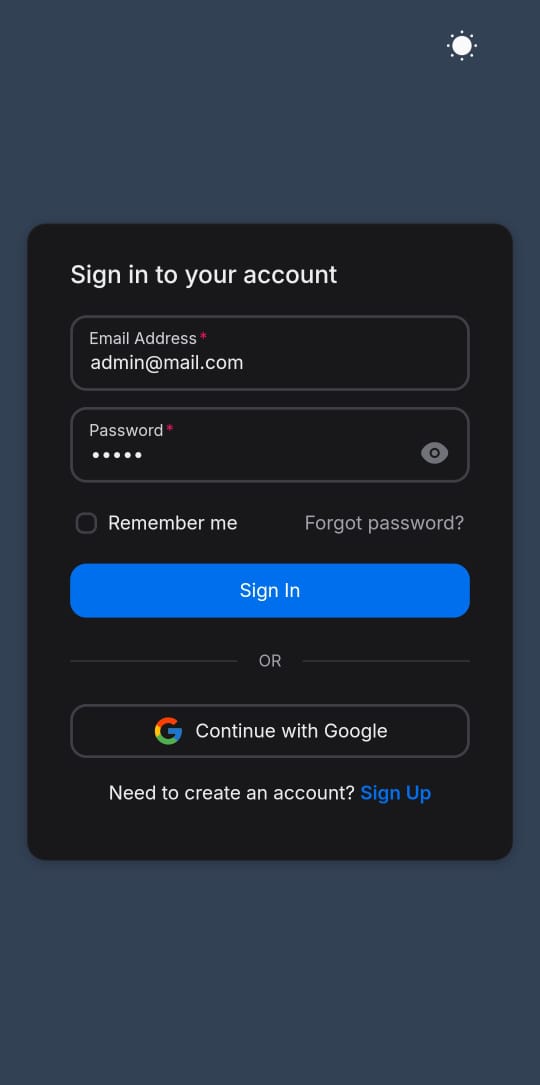 Sign in to your account
Email Address*
admin@mail.com
Password*
•••••
Remember me Forgot password?
Sign In
OR
Continue with Google
Need to create an account? Sign Up